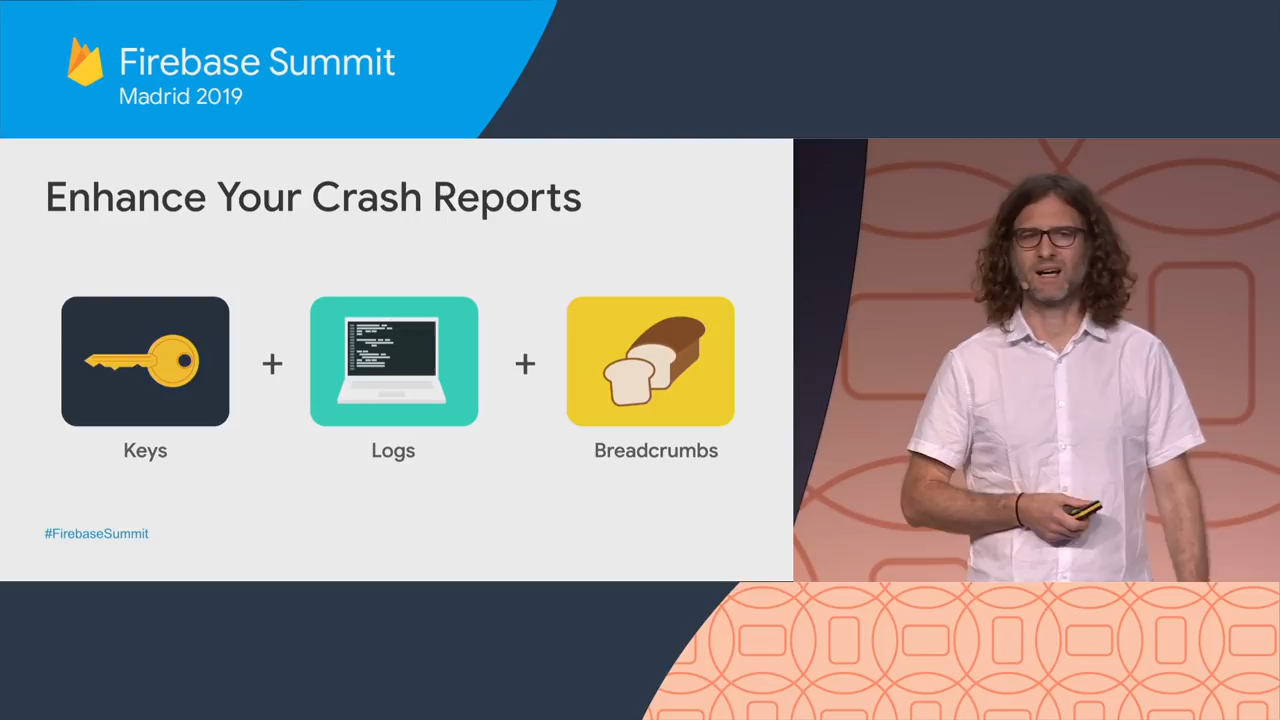 Firebase Summit
Madrid 2019
Enhance Your Crash Reports
+
+
Keys
Logs
Breadcrumbs
#FirebaseSummit